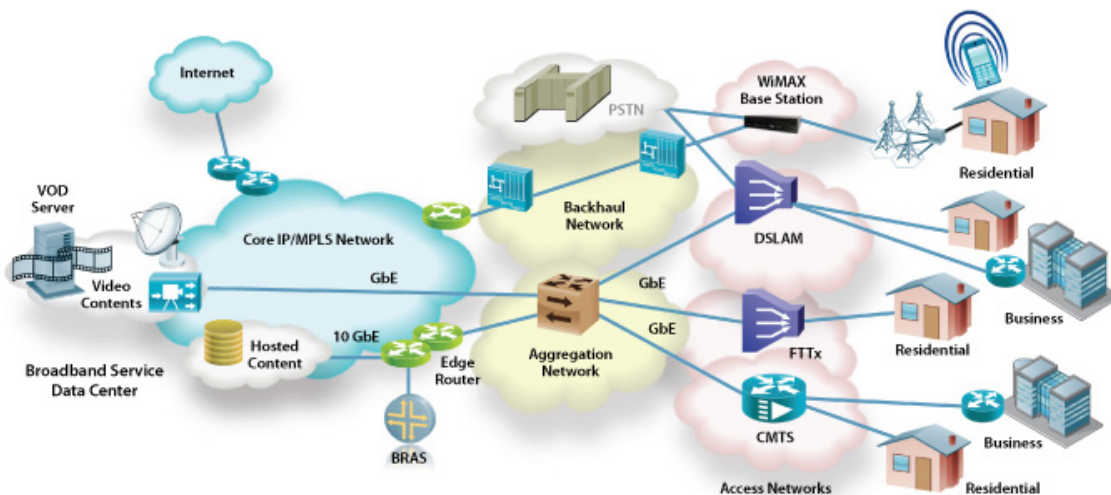 Internet
PSTN
WiMAX
Base Station
Residential
VOD
Server
Core IP/MPLS Network
Backhaul
Network
DSLAM
Video
Contents
GbE
GbE
GbE
Business
Hosted
Content
10 GbE
Edge
Router
Aggregation
Network
FTTx
Residential
Broadband Service
Data Center
BRAS
CMTS
Business
Access Networks
Residential